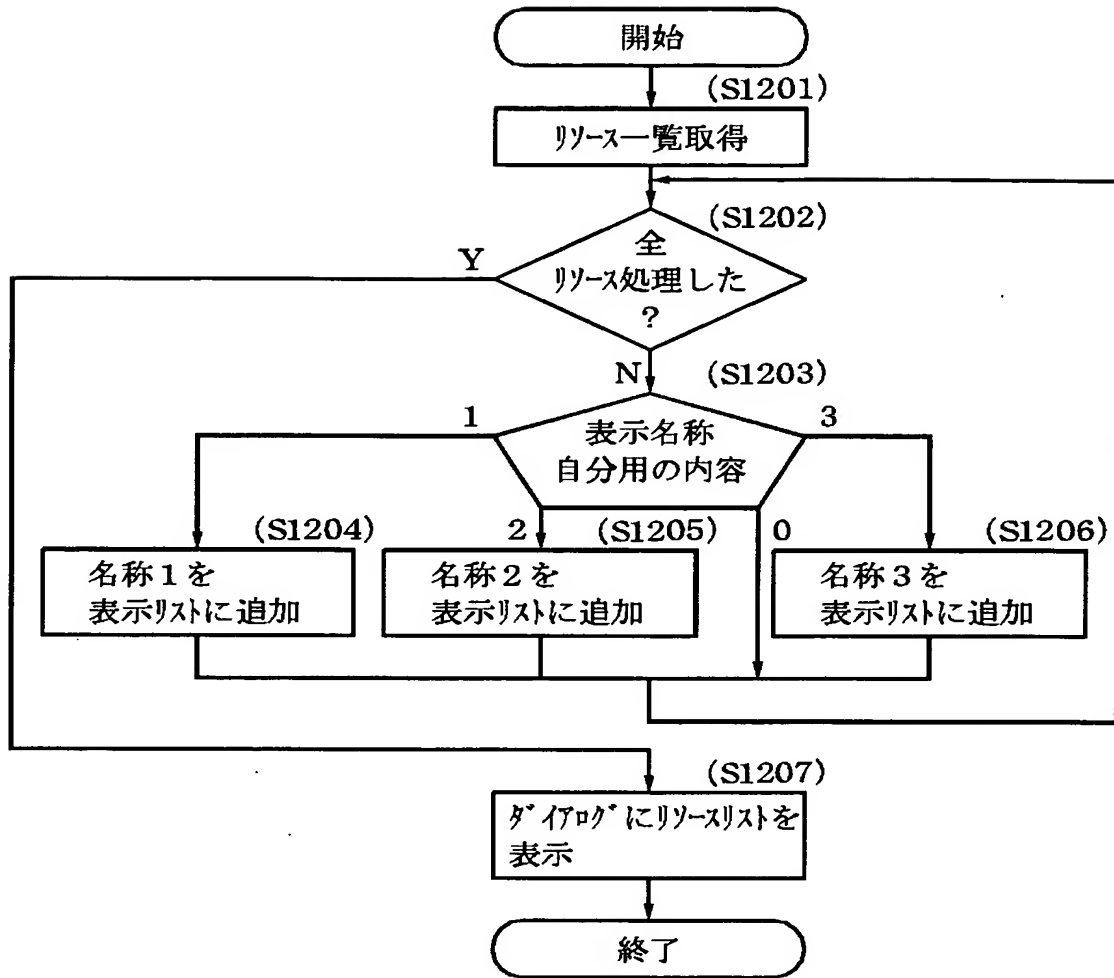 開始
(S1201)
リソース一覧取得
(S1202)
全
リソース処理した
?
Y
N
(S1203)
表示名称
自分用の内容
1
3
2
0
(S1204)
名称1を
表示リストに追加
(S1205)
名称2を
表示リストに追加
(S1206)
名称3を
表示リストに追加
(S1207)
ダイアログにリソースリストを
表示
終了